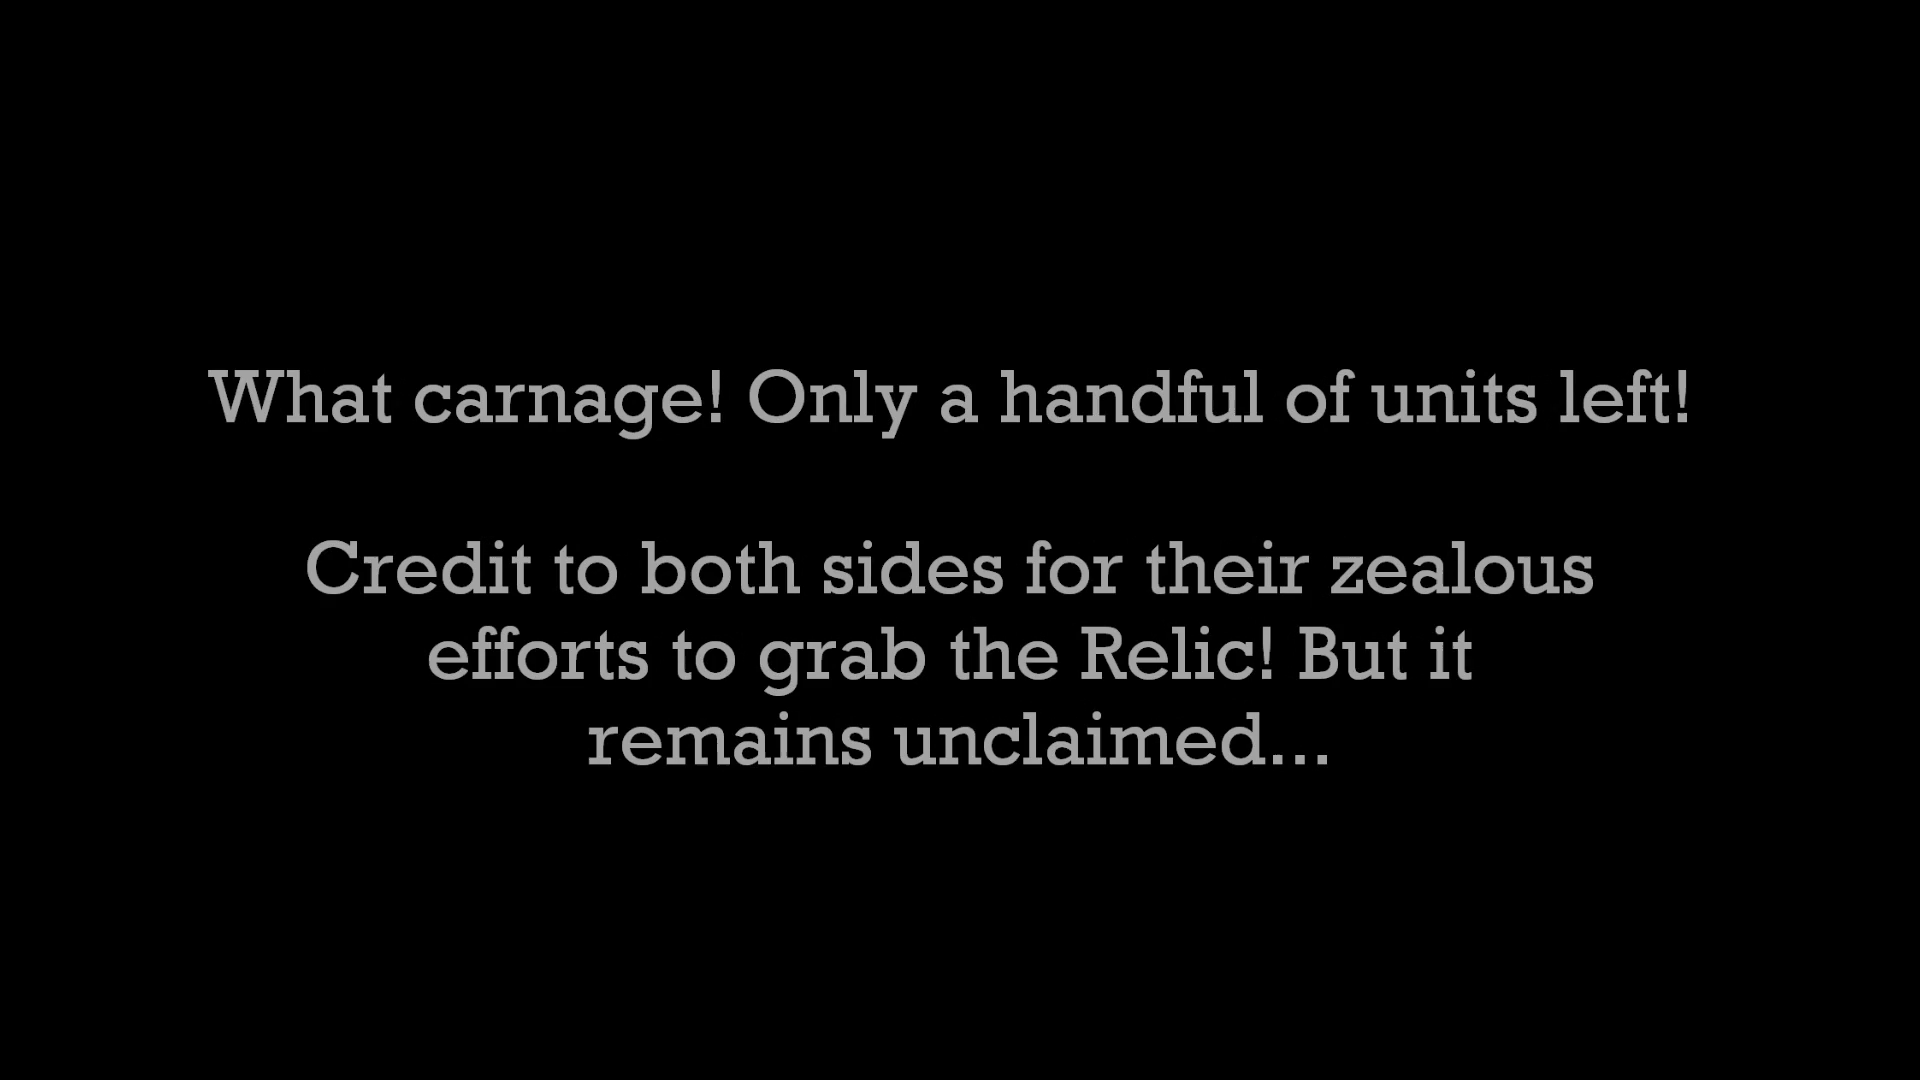 What carnage! Only a handful of units left!
Credit to both sides for their zealous
efforts to grab the Relic! But it
remains unclaimed...